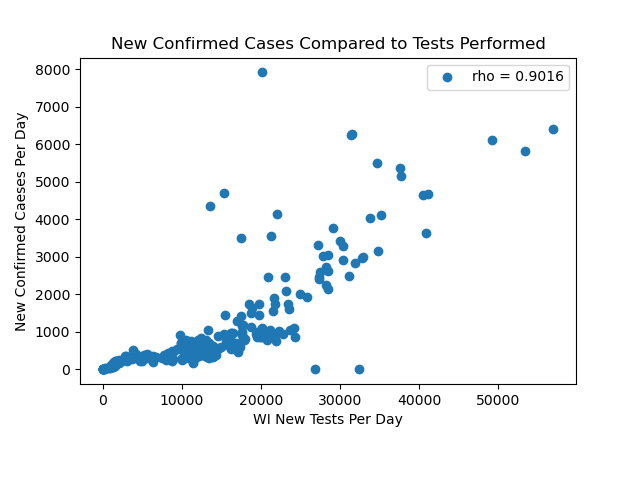 New Confirmed Cases Compared to Tests Performed
rho = 0.9016
New Confirmed Caeses Per Day
8000
7000
6000
5000
4000
3000
2000
1000
0
0 10000 20000 30000 40000 50000
WI New Tests Per Day